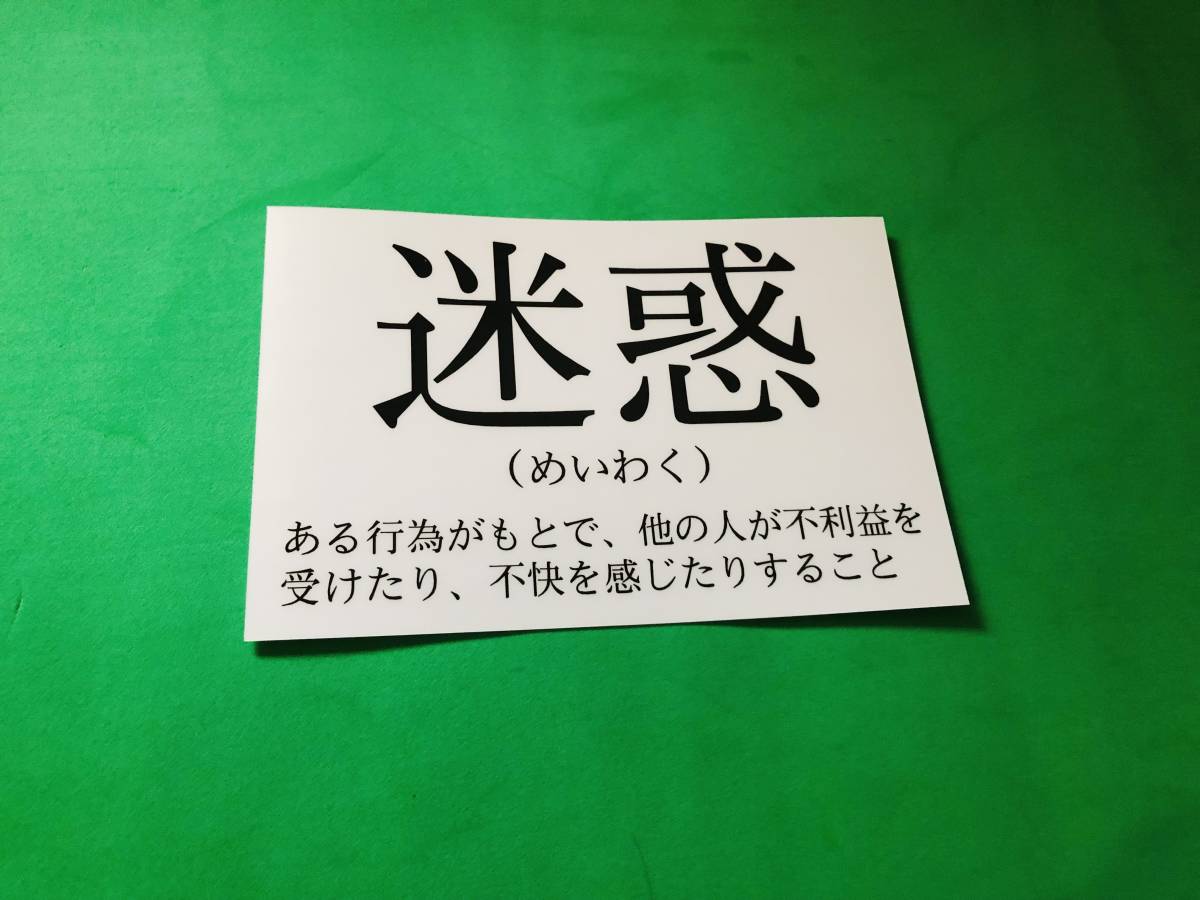 迷惑
（めいわく）
ある行為がもとで、他の人が不利益を
受けたり、不快を感じたりすること